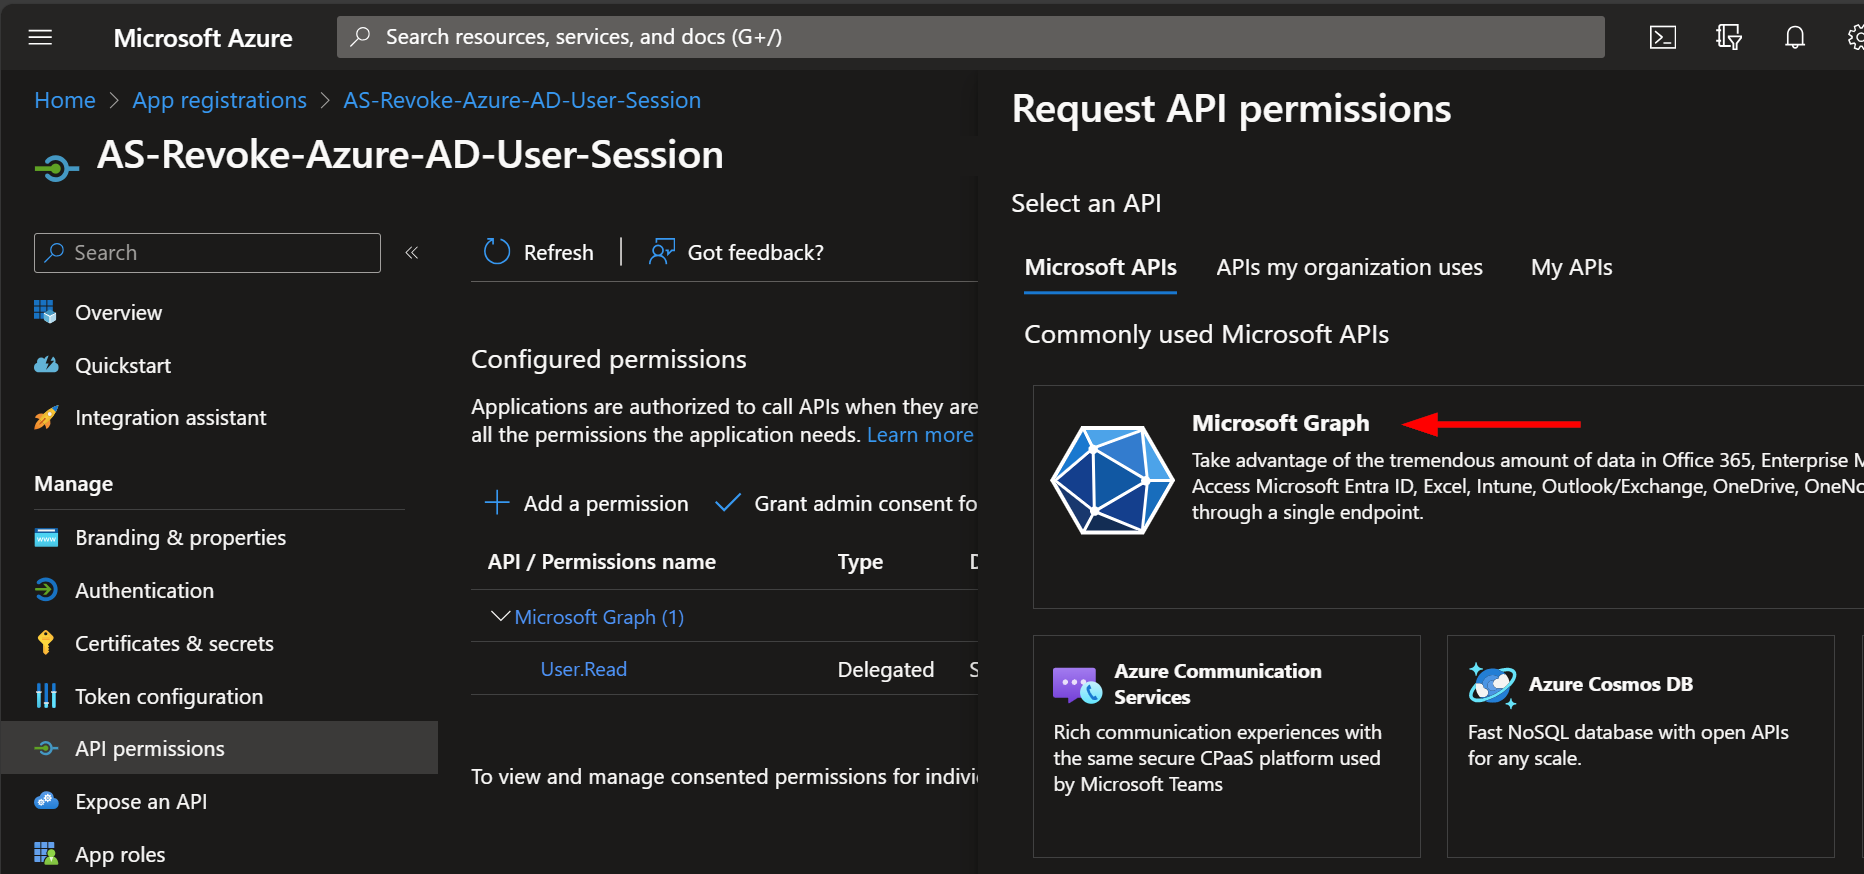 Microsoft Azure
Search resources, services, and docs (G+/)
Home > App registrations > AS-Revoke-Azure-AD-User-Session
AS-Revoke-Azure-AD-User-Session
Search
Overview
Quickstart
Integration assistant
Manage
Branding & properties
Authentication
Certificates & secrets
Token configuration
API permissions
Expose an API
App roles
Refresh | Got feedback?
Configured permissions
Applications are authorized to call APIs when they are
all the permissions the application needs. Learn more
Add a permission Grant admin consent fo
API / Permissions name Type D
Microsoft Graph (1)
User.Read Delegated S
To view and manage consented permissions for indivi
Request API permissions
Select an API
Microsoft APIs APIs my organization uses My APIs
Commonly used Microsoft APIs
Microsoft Graph
Take advantage of the tremendous amount of data in Office 365, Enterprise M
Access Microsoft Entra ID, Excel, Intune, Outlook/Exchange, OneDrive, OneNo
through a single endpoint.
Azure Communication
Services
Rich communication experiences with
the same secure CPaaS platform used
by Microsoft Teams
Azure Cosmos DB
Fast NoSQL database with open APIs
for any scale.